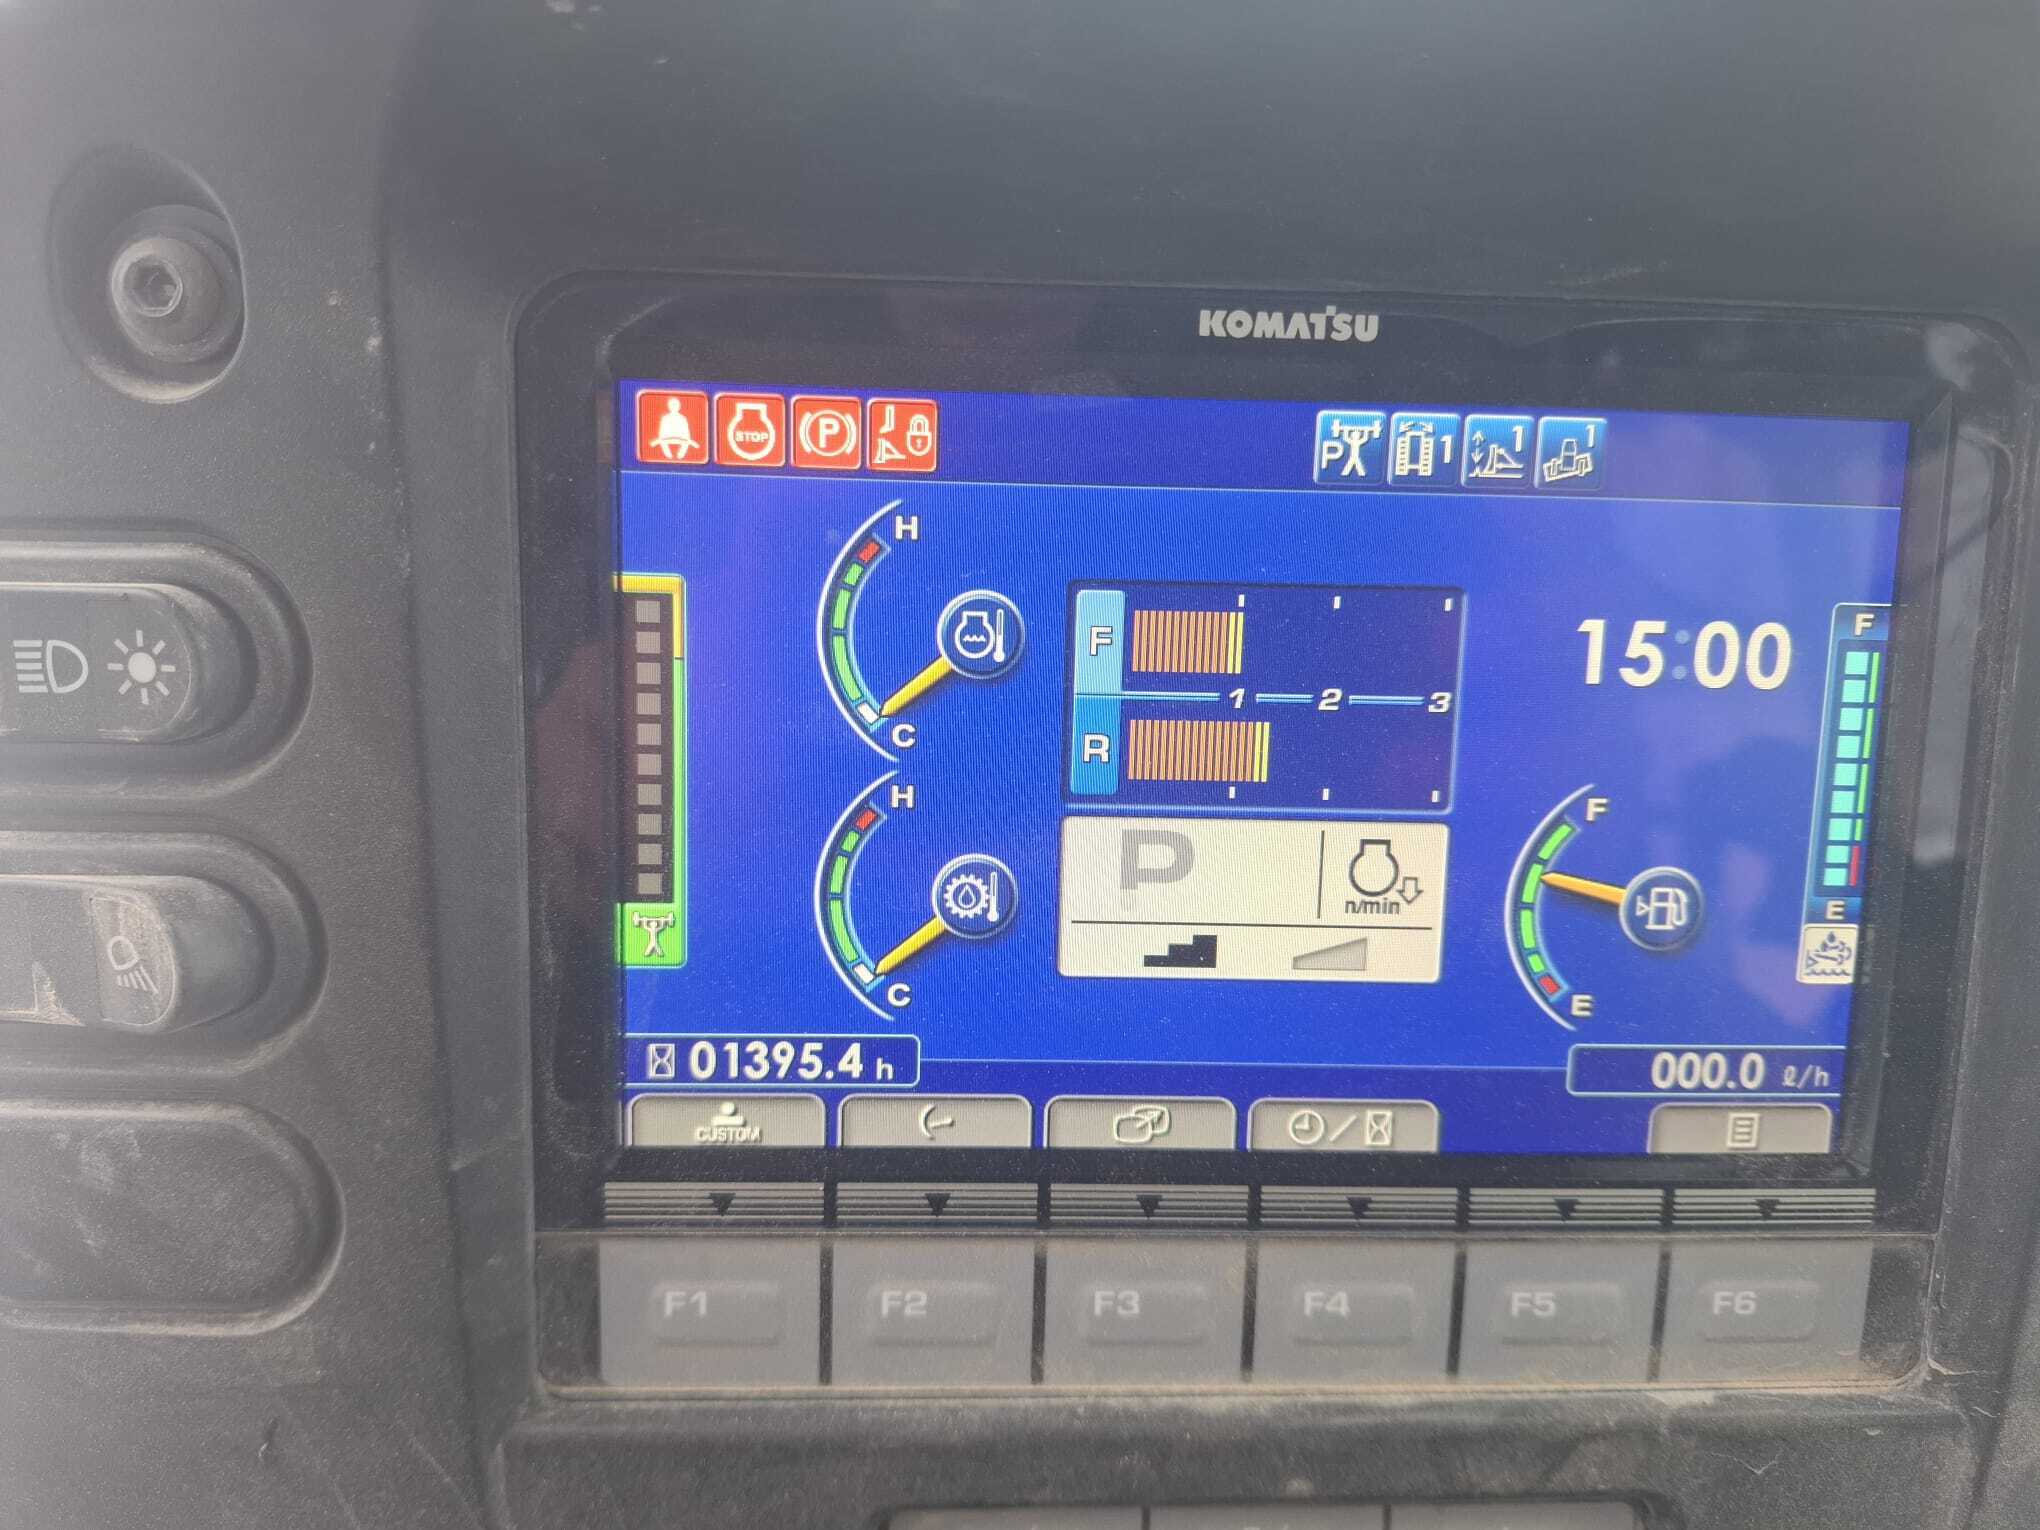 KOMATSU
STOP
P
P
1
1
1
H
C
H
C
F
1 2 3
R
15:00
F
E
P
n/min
F
E
01395.4 h
000.0 ℓ/h
CUSTOM
F1 F2 F3 F4 F5 F6